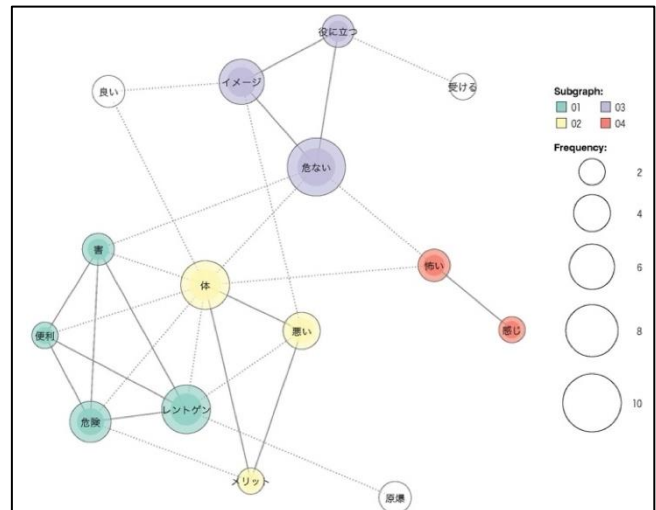 役に立つ
イメージ
良い
受ける
危ない
害
体
怖い
便利
悪い
感じ
レントゲン
危険
メリット
原爆
Subgraph:
01 03
02 04
Frequency:
2
4
6
8
10